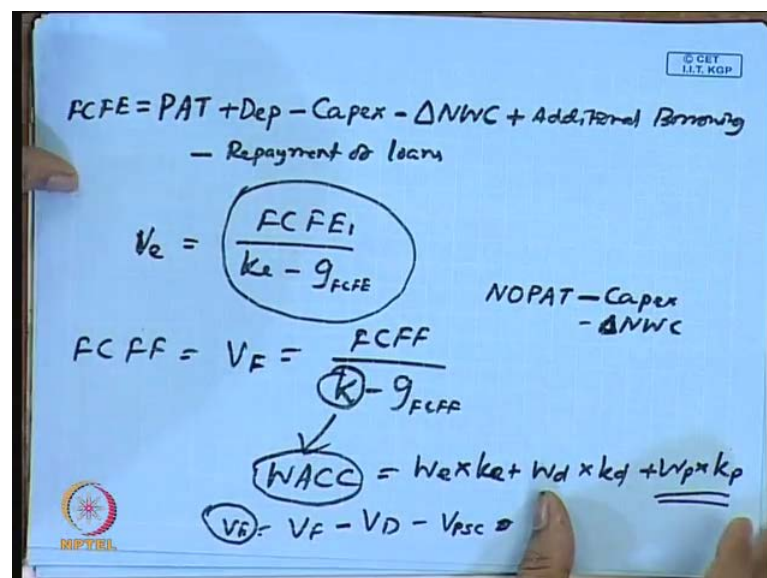 © CET
I.I.T. KGP
FCFE = PAT + Dep - Capex - ΔNWC + Additional Borrowing
- Repayment of loans
Ve = FCFE1 / ke - gFCFE
NOPAT - Capex
- ΔNWC
FCFF = VF = FCFF / k - gFCFF
WACC = We × ke + Wd × kd + Wp × kp
VE = VF - VD - VPSC
NPTEL